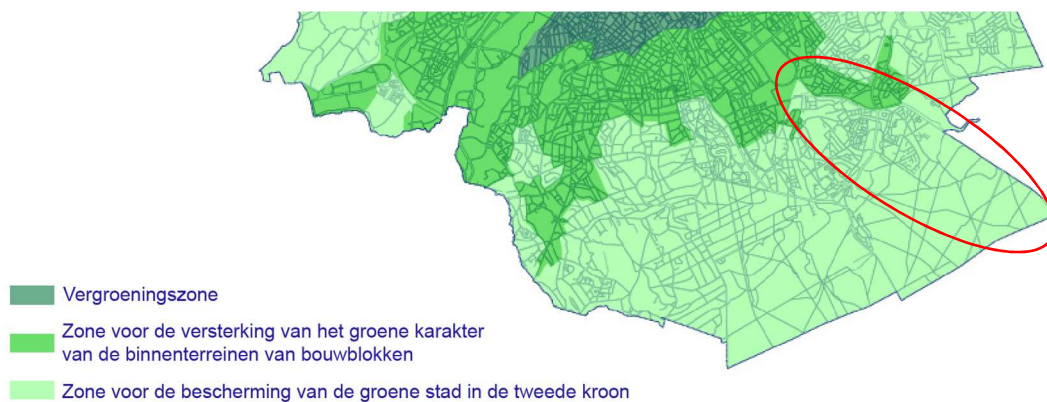 Vergroeningszone
Zone voor de versterking van het groene karakter
van de binnenterreinen van bouwblokken
Zone voor de bescherming van de groene stad in de tweede kroon